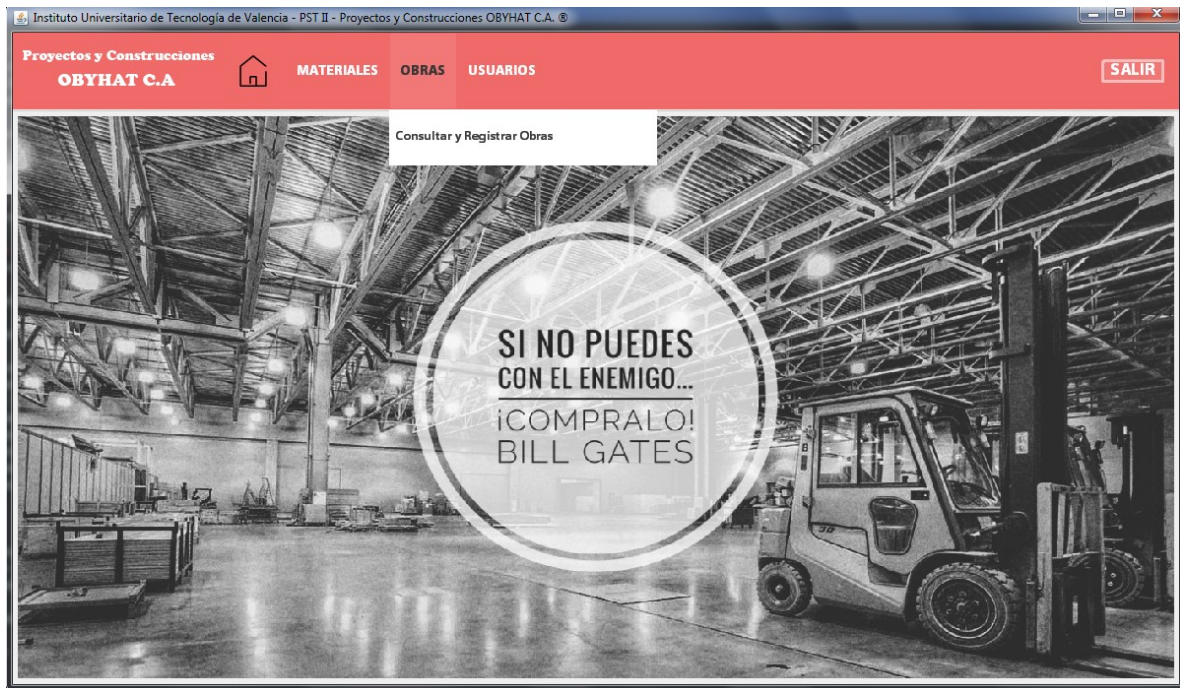 Instituto Universitario de Tecnología de Valencia - PST II - Proyectos y Construcciones OBYHAT C.A. ®
Proyectos y Construcciones
OBYHAT C.A
MATERIALES OBRAS USUARIOS
SALIR
Consultar y Registrar Obras
SI NO PUEDES
CON EL ENEMIGO...
¡COMPRALO!
BILL GATES
30